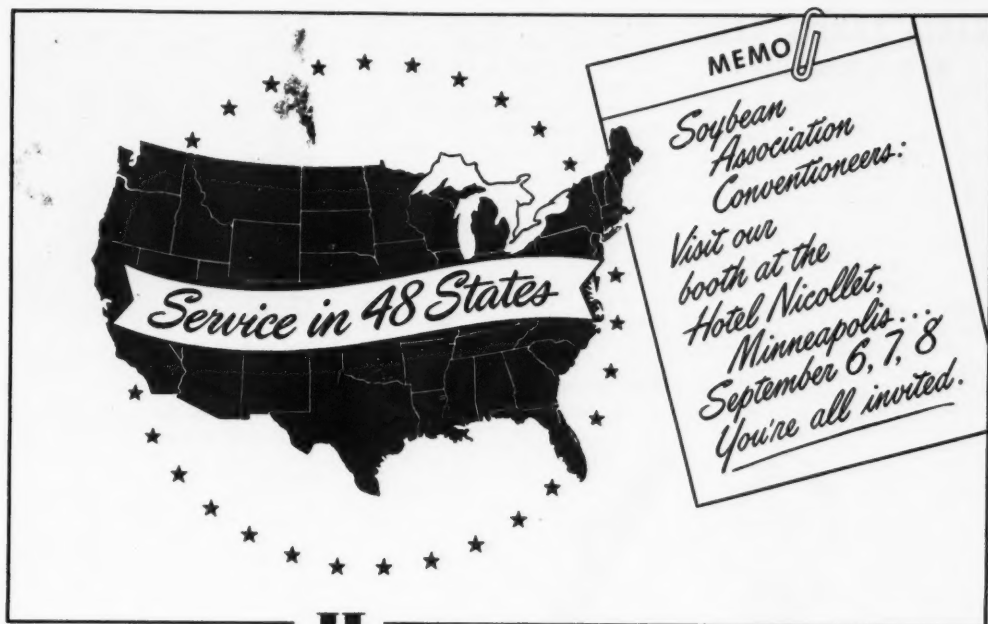 Service in 48 States
MEMO
Soybean
Association
Conventioneers:
Visit our
booth at the
Hotel Nicollet,
Minneapolis...
September 6, 7, 8
You're all invited.